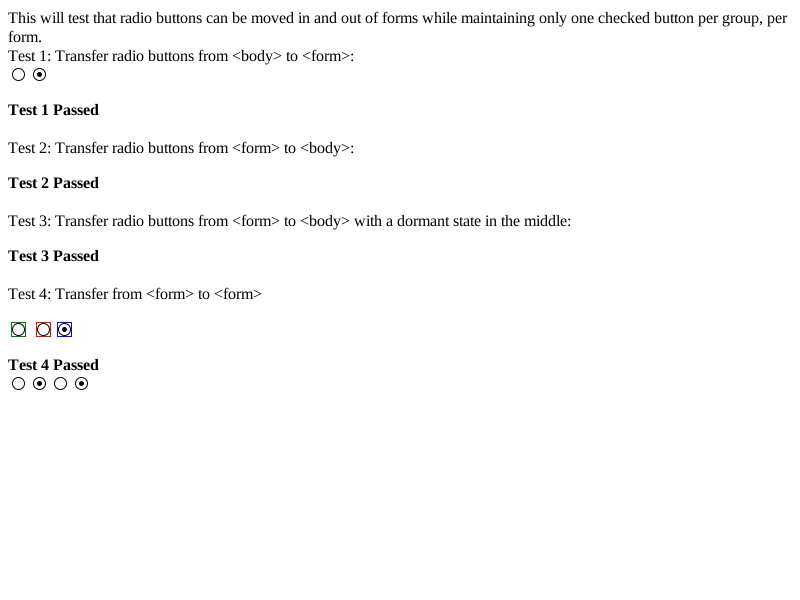 This will test that radio buttons can be moved in and out of forms while maintaining only one checked button per group, per
form.
Test 1: Transfer radio buttons from <body> to <form>:
Test 1 Passed
Test 2: Transfer radio buttons from <form> to <body>:
Test 2 Passed
Test 3: Transfer radio buttons from <form> to <body> with a dormant state in the middle:
Test 3 Passed
Test 4: Transfer from <form> to <form>
Test 4 Passed